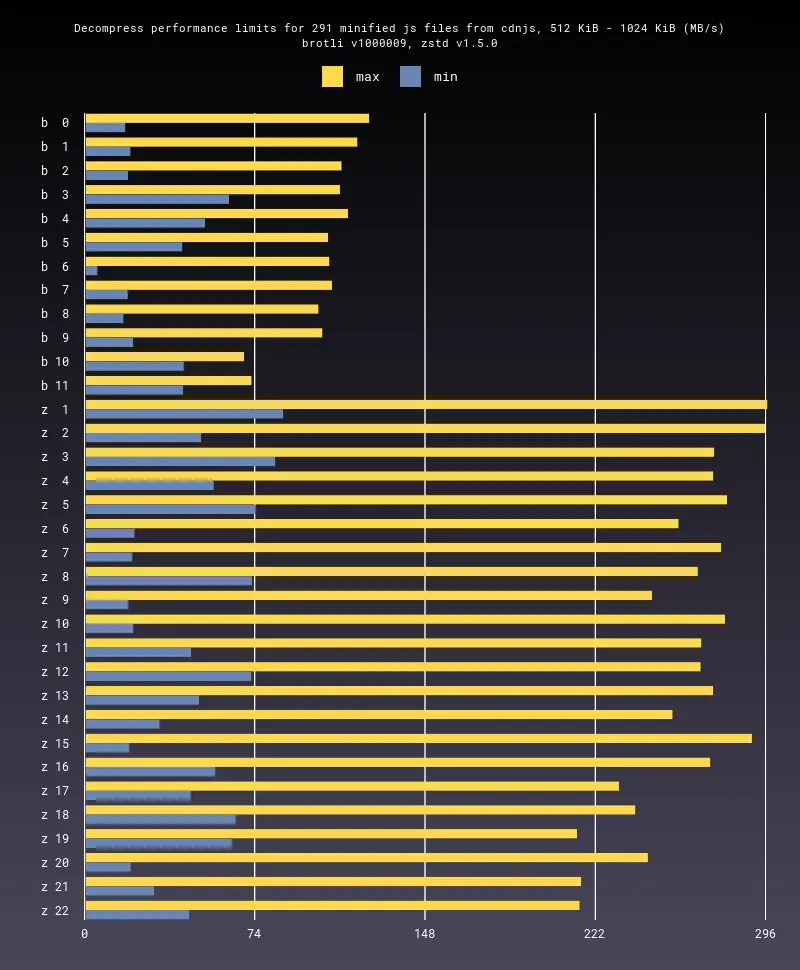 Decompress performance limits for 291 minified js files from cdnjs, 512 KiB - 1024 KiB (MB/s)
brotli v1000009, zstd v1.5.0
max min
b 0
b 1
b 2
b 3
b 4
b 5
b 6
b 7
b 8
b 9
b 10
b 11
z 1
z 2
z 3
z 4
z 5
z 6
z 7
z 8
z 9
z 10
z 11
z 12
z 13
z 14
z 15
z 16
z 17
z 18
z 19
z 20
z 21
z 22
0 74 148 222 296